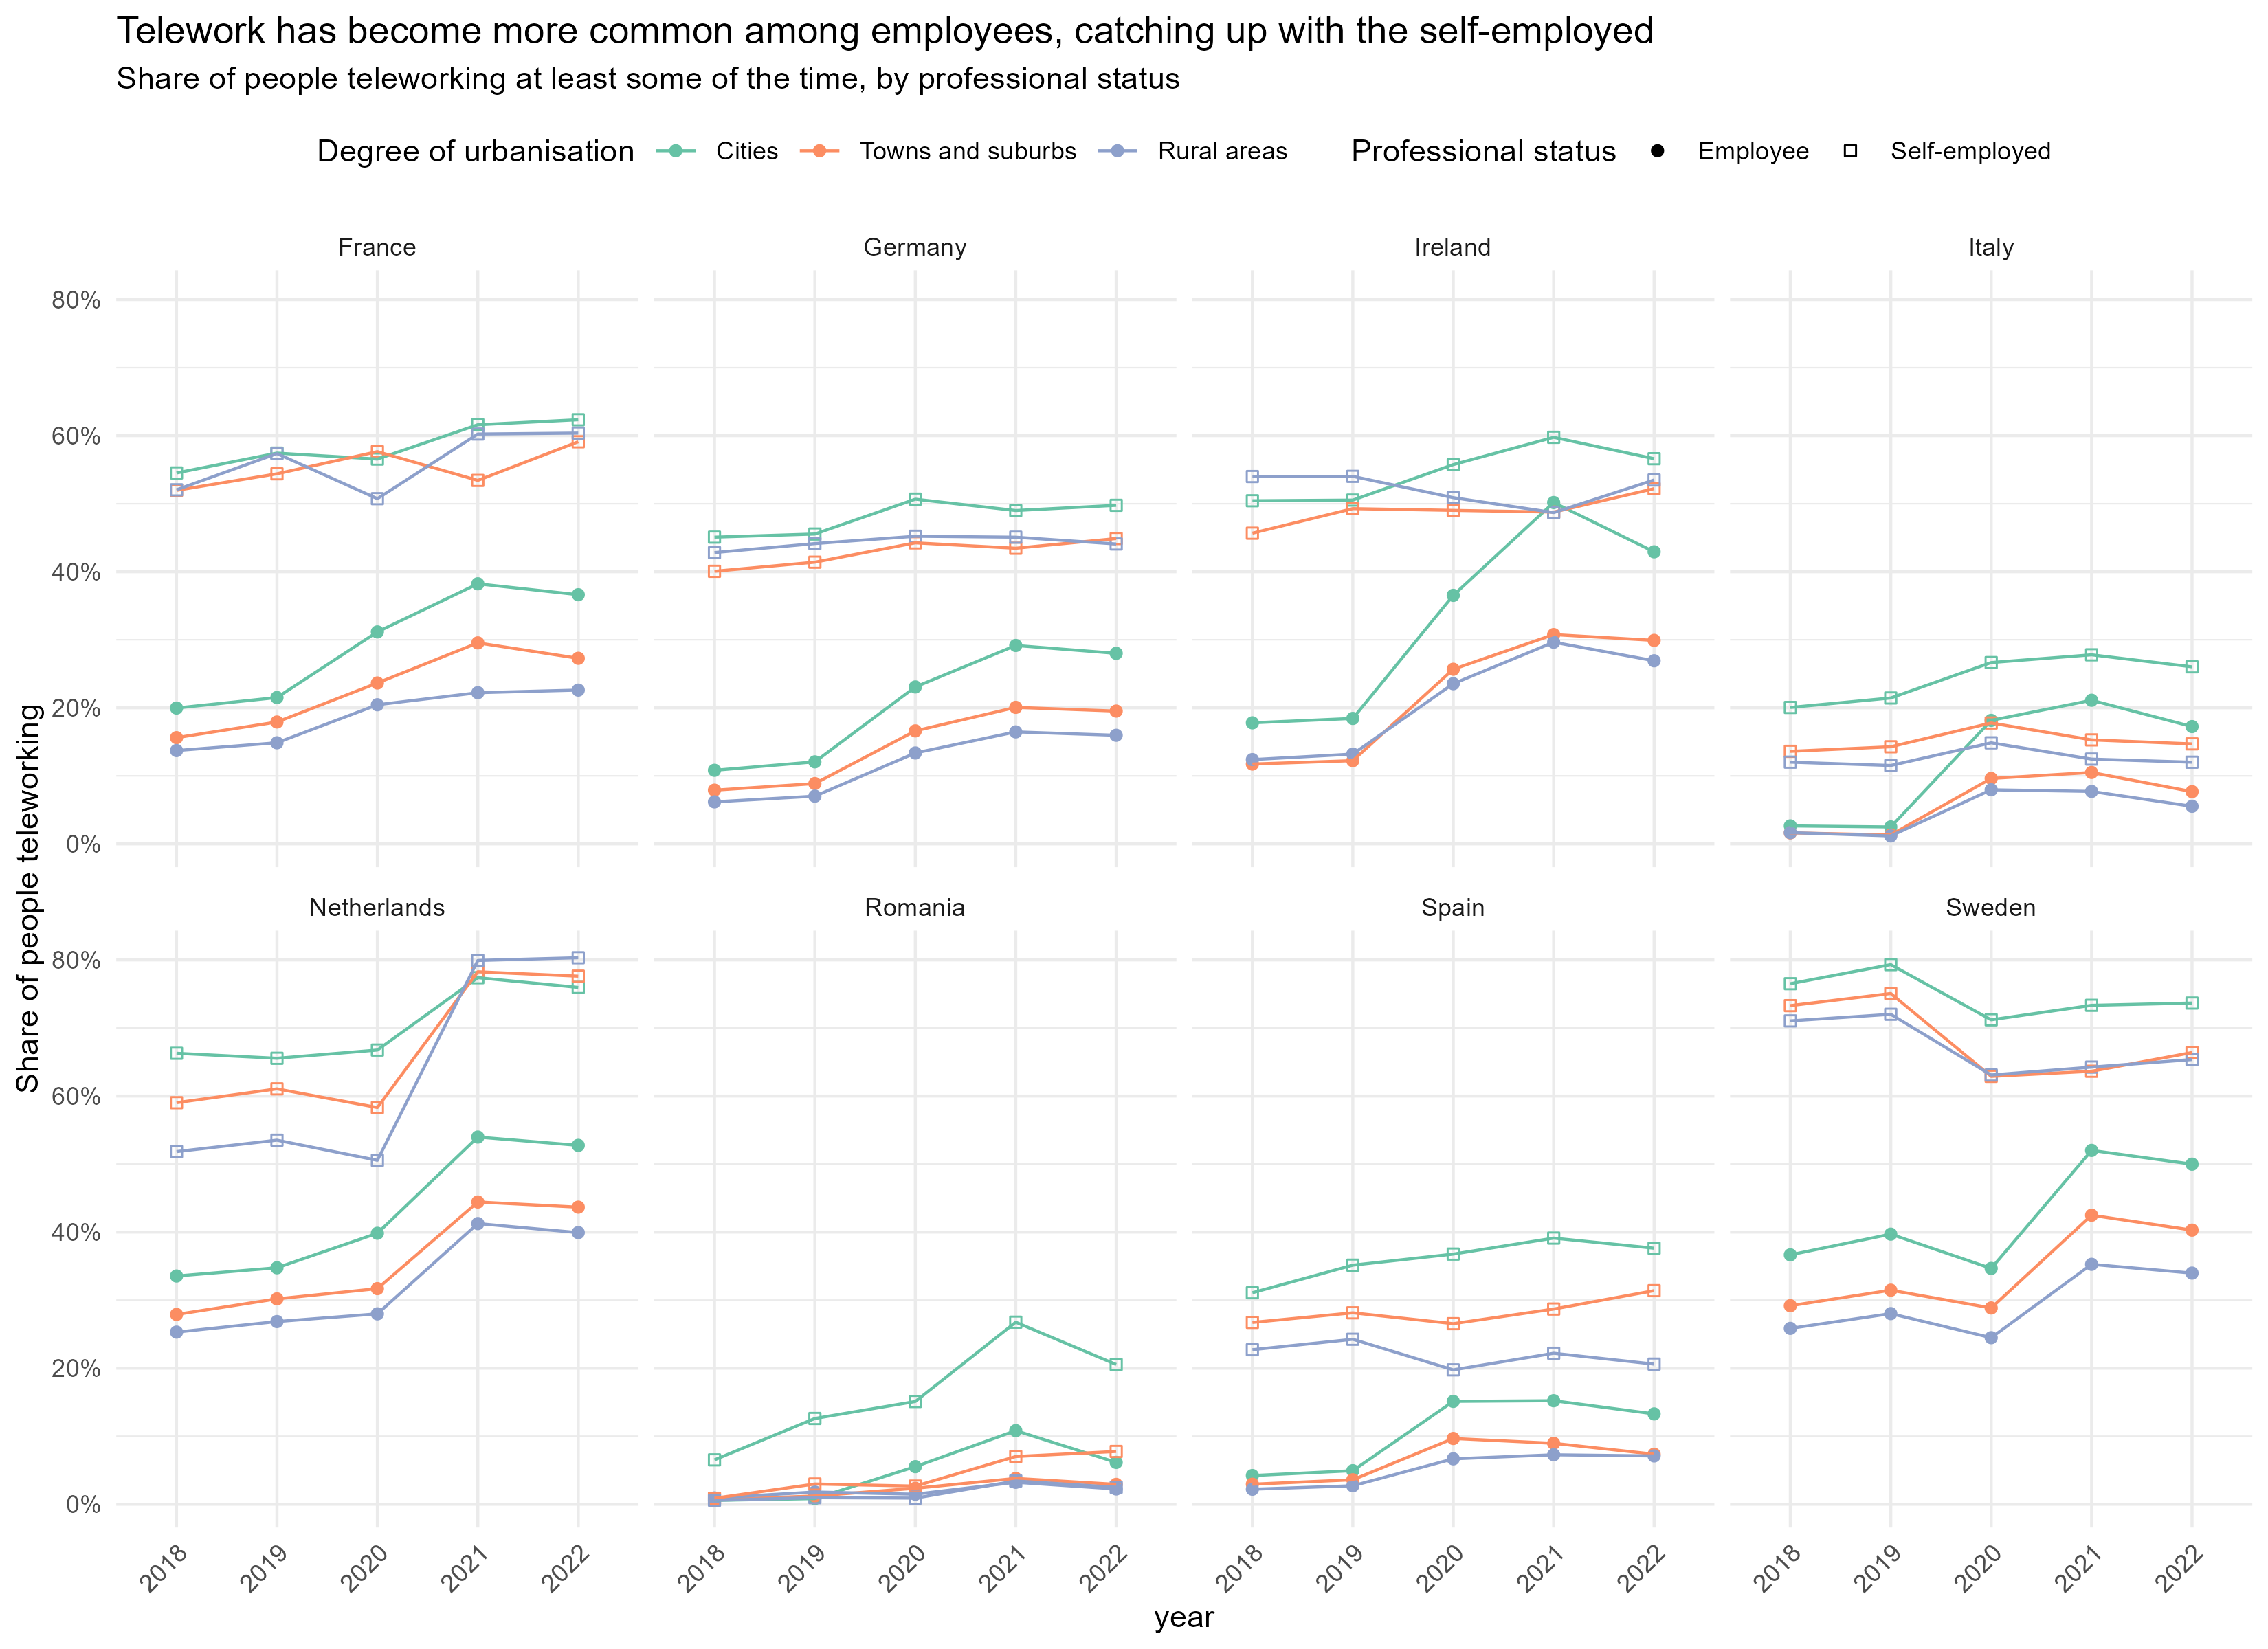 Telework has become more common among employees, catching up with the self-employed
Share of people teleworking at least some of the time, by professional status
Degree of urbanisation Cities Towns and suburbs Rural areas Professional status Employee Self-employed
France Germany Ireland Italy
80%
60%
40%
20%
0%
Share of people teleworking
Netherlands Romania Spain Sweden
80%
60%
40%
20%
0%
2018 2019 2020 2021 2022 2018 2019 2020 2021 2022 2018 2019 2020 2021 2022 2018 2019 2020 2021 2022
year